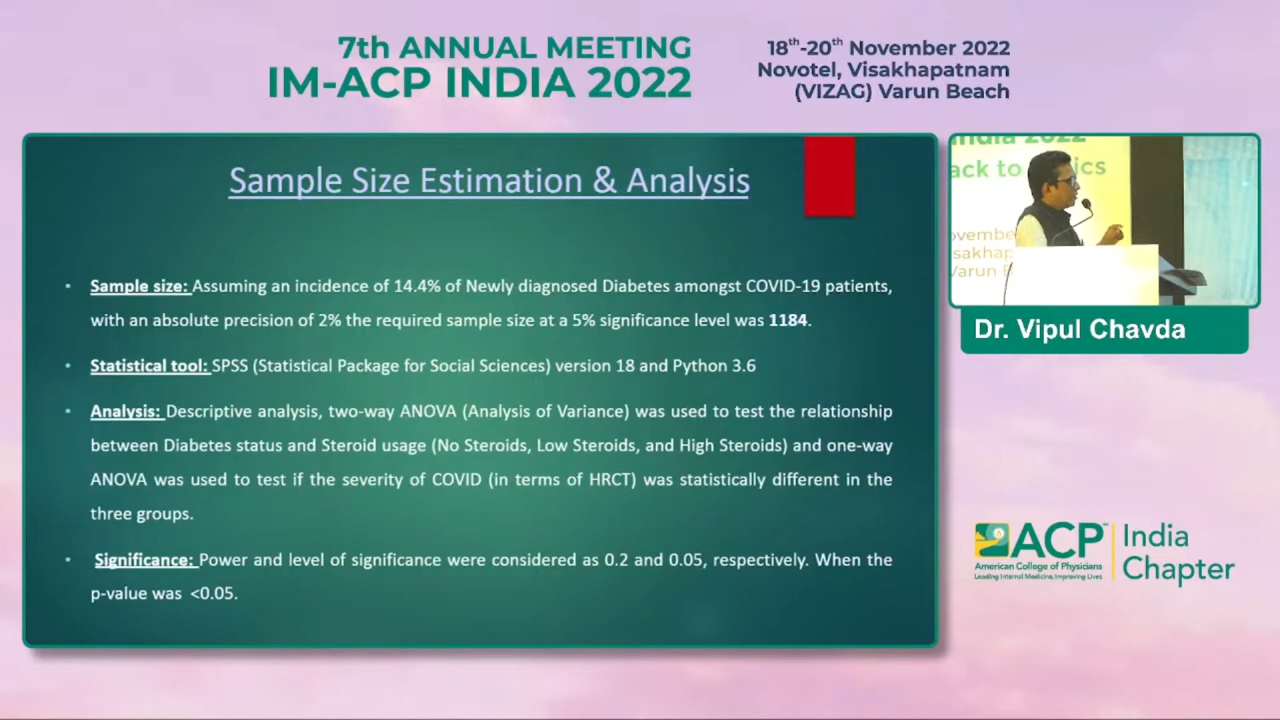 7th ANNUAL MEETING
IM-ACP INDIA 2022
18th-20th November 2022
Novotel, Visakhapatnam
(VIZAG) Varun Beach
Sample Size Estimation & Analysis
• Sample size: Assuming an incidence of 14.4% of Newly diagnosed Diabetes amongst COVID-19 patients,
with an absolute precision of 2% the required sample size at a 5% significance level was 1184.
• Statistical tool: SPSS (Statistical Package for Social Sciences) version 18 and Python 3.6
• Analysis: Descriptive analysis, two-way ANOVA (Analysis of Variance) was used to test the relationship
between Diabetes status and Steroid usage (No Steroids, Low Steroids, and High Steroids) and one-way
ANOVA was used to test if the severity of COVID (in terms of HRCT) was statistically different in the
three groups.
• Significance: Power and level of significance were considered as 0.2 and 0.05, respectively. When the
p-value was <0.05.
India 2022
ack to ics
ovembe
sakhap
Varun B
Dr. Vipul Chavda
ACP
American College of Physicians
Leading Internal Medicine, Improving Lives
India
Chapter